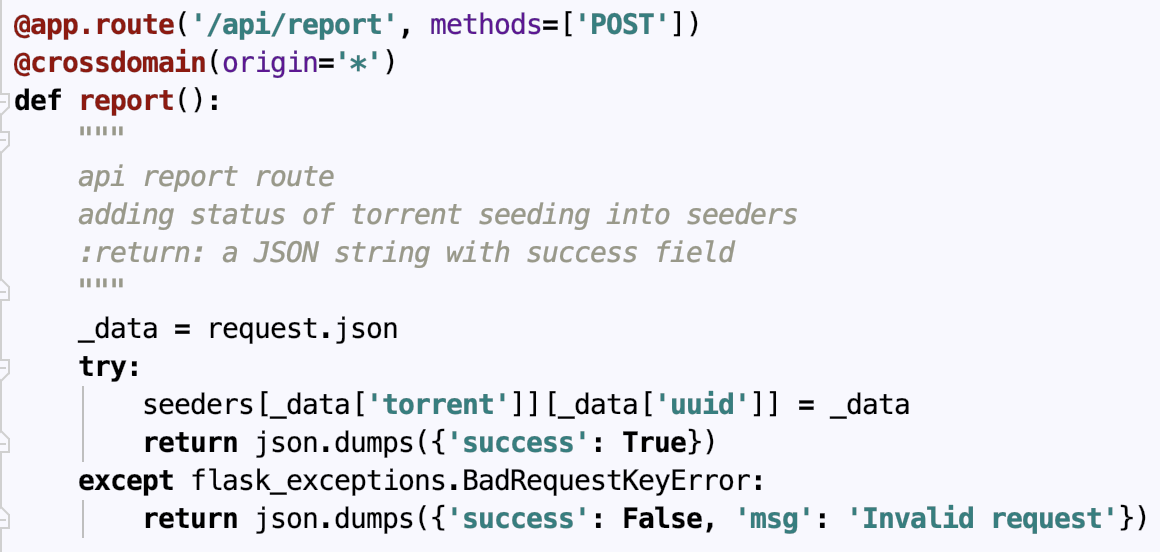 @app.route('/api/report', methods=['POST'])
@crossdomain(origin='*')
def report():
    """
    api report route
    adding status of torrent seeding into seeders
    :return: a JSON string with success field
    """
    _data = request.json
    try:
        seeders[_data['torrent']][_data['uuid']] = _data
        return json.dumps({'success': True})
    except flask_exceptions.BadRequestKeyError:
        return json.dumps({'success': False, 'msg': 'Invalid request'})